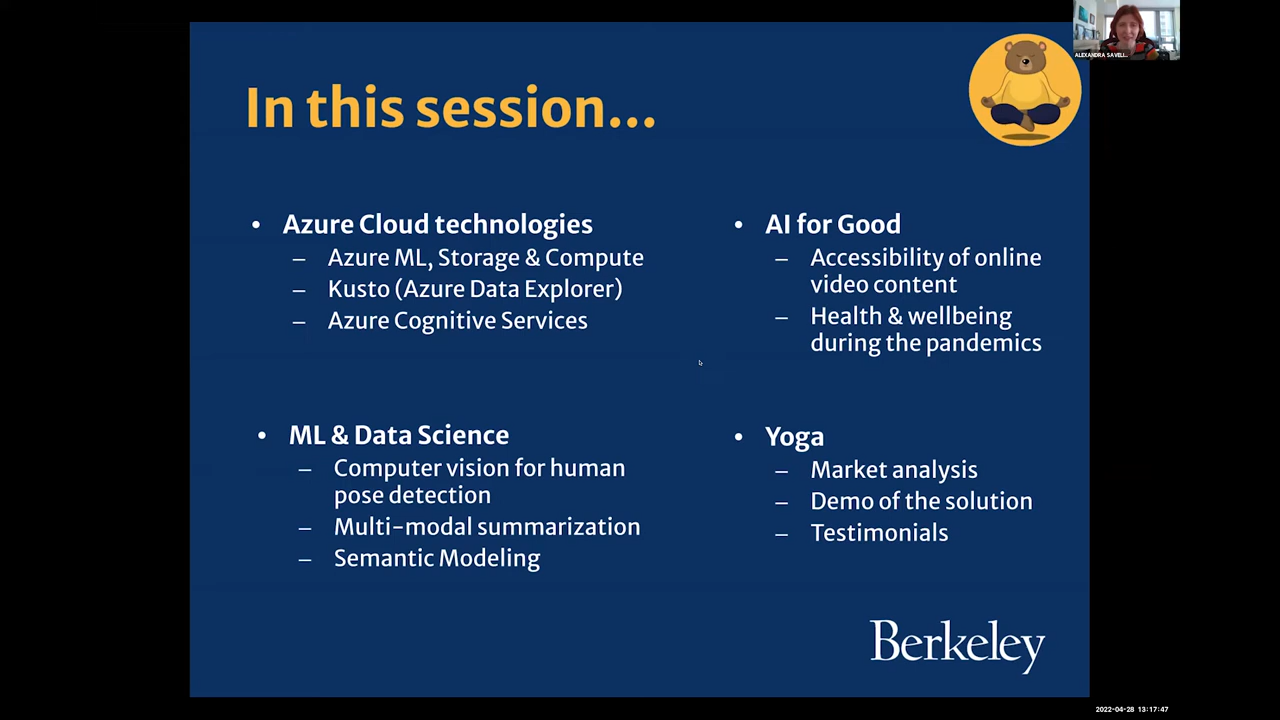 In this session...
• Azure Cloud technologies
– Azure ML, Storage & Compute
– Kusto (Azure Data Explorer)
– Azure Cognitive Services
• AI for Good
– Accessibility of online
video content
– Health & wellbeing
during the pandemics
• ML & Data Science
– Computer vision for human
pose detection
– Multi-modal summarization
– Semantic Modeling
• Yoga
– Market analysis
– Demo of the solution
– Testimonials
Berkeley
ALEXANDRA SAVELI...
2022-04-28 13:17:47